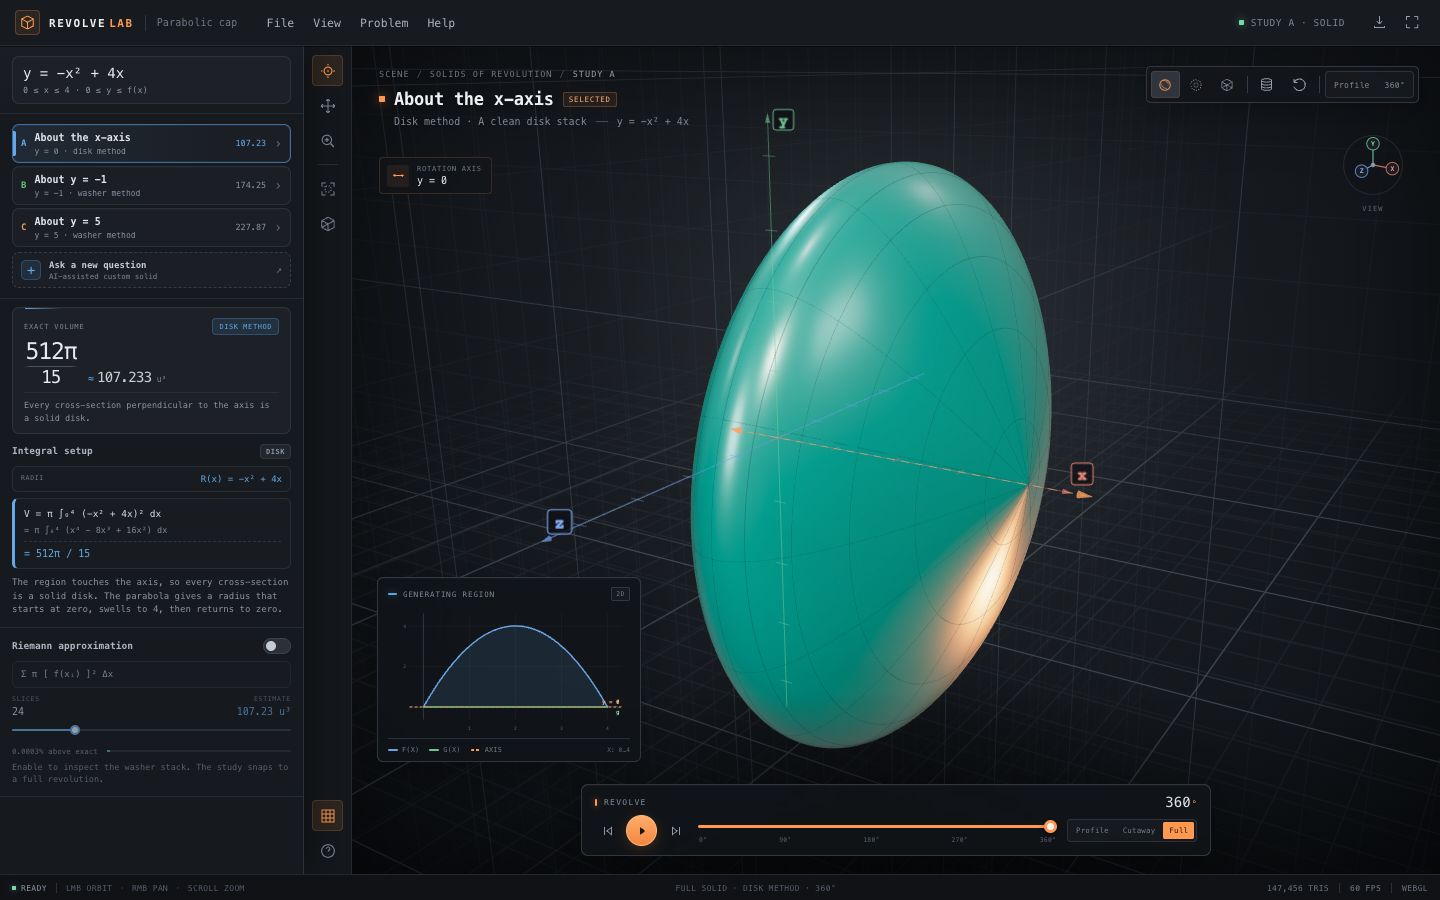 REVOLVE LAB
Parabolic cap
File View Problem Help
STUDY A · SOLID
y = −x² + 4x
0 ≤ x ≤ 4 · 0 ≤ y ≤ f(x)
A About the x−axis 107.23
y = 0 · disk method
B About y = −1 174.25
y = −1 · washer method
C About y = 5 227.87
y = 5 · washer method
Ask a new question
AI−assisted custom solid
EXACT VOLUME DISK METHOD
512π
15 ≈ 107.233 u³
Every cross−section perpendicular to the axis is
a solid disk.
Integral setup DISK
RADII R(x) = −x² + 4x
V = π ∫₀⁴ (−x² + 4x)² dx
= π ∫₀⁴ (x⁴ − 8x³ + 16x²) dx
= 512π / 15
The region touches the axis, so every cross−section
is a solid disk. The parabola gives a radius that
starts at zero, swells to 4, then returns to zero.
Riemann approximation
Σ π [ f(xᵢ) ]² Δx
SLICES ESTIMATE
24 107.23 u³
0.0003% above exact
Enable to inspect the washer stack. The study snaps to
a full revolution.
SCENE / SOLIDS OF REVOLUTION / STUDY A
About the x−axis SELECTED
Disk method · A clean disk stack — y = −x² + 4x
ROTATION AXIS
y = 0
Profile 360°
Y
X
Z
VIEW
y
x
z
GENERATING REGION 2D
4
2
1 2 3 4
F(X) G(X) AXIS X: 0…4
REVOLVE 360°
0° 90° 180° 270° 360°
Profile Cutaway Full
READY LMB ORBIT · RMB PAN · SCROLL ZOOM
FULL SOLID · DISK METHOD · 360°
147,456 TRIS 60 FPS WEBGL